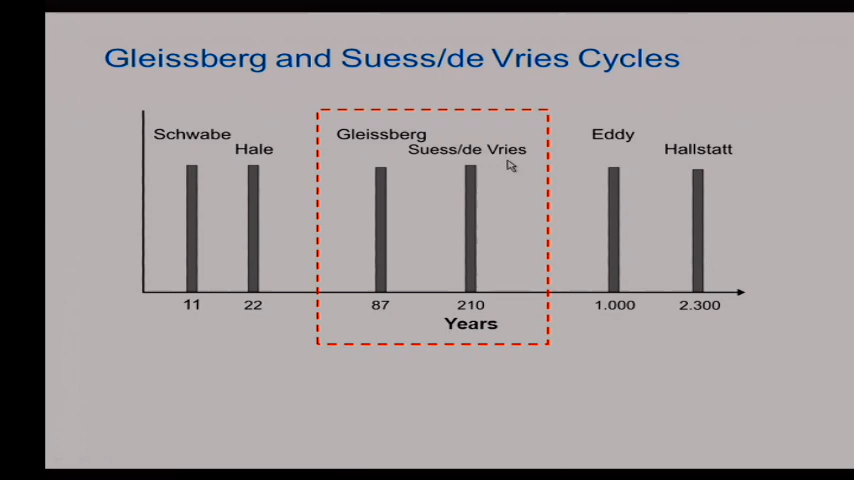 Gleissberg and Suess/de Vries Cycles
Schwabe
Hale
Gleissberg
Suess/de Vries
Eddy
Hallstatt
11
22
87
210
1.000
2.300
Years